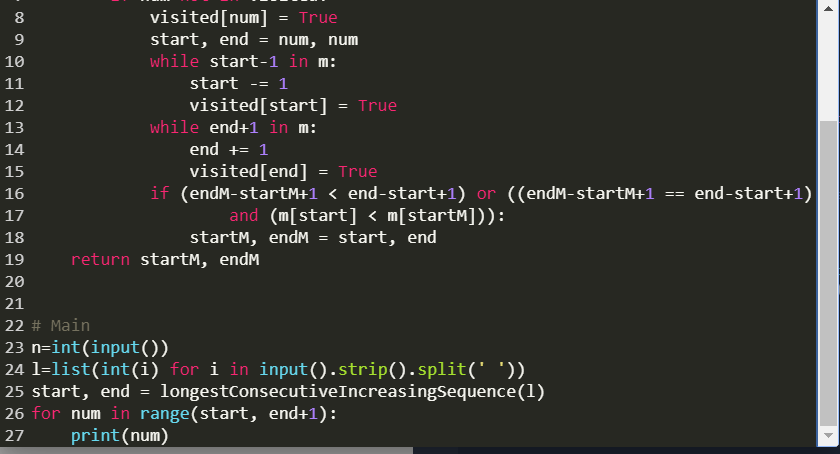 8 visited[num] = True
9 start, end = num, num
10 while start-1 in m:
11 start -= 1
12 visited[start] = True
13 while end+1 in m:
14 end += 1
15 visited[end] = True
16 if (endM-startM+1 < end-start+1) or ((endM-startM+1 == end-start+1)
17 and (m[start] < m[startM])):
18 startM, endM = start, end
19 return startM, endM
20
21
22 # Main
23 n=int(input())
24 l=list(int(i) for i in input().strip().split(' '))
25 start, end = longestConsecutiveIncreasingSequence(l)
26 for num in range(start, end+1):
27 print(num)